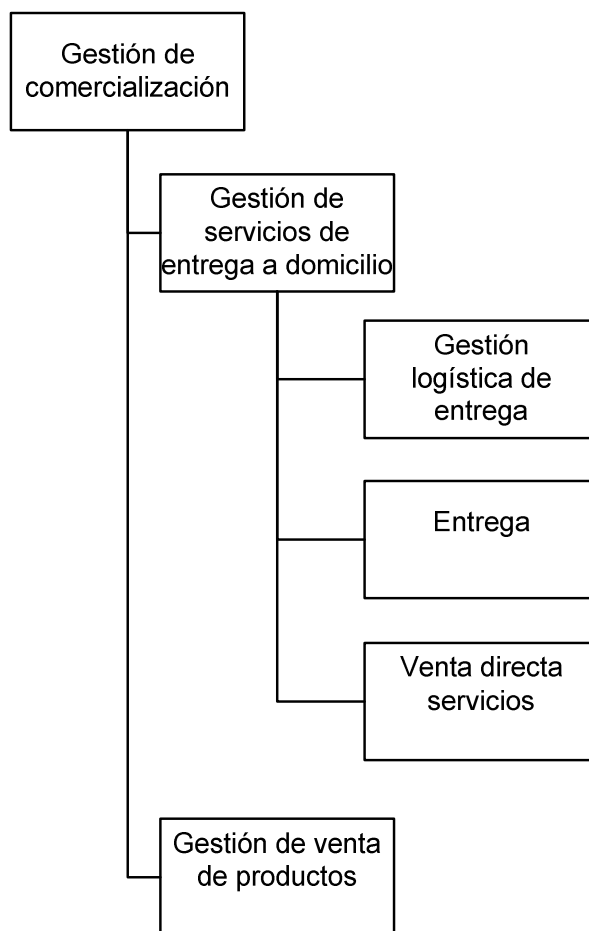 Gestión de
comercialización
Gestión de
servicios de
entrega a domicilio
Gestión
logística de
entrega
Entrega
Venta directa
servicios
Gestión de venta
de productos